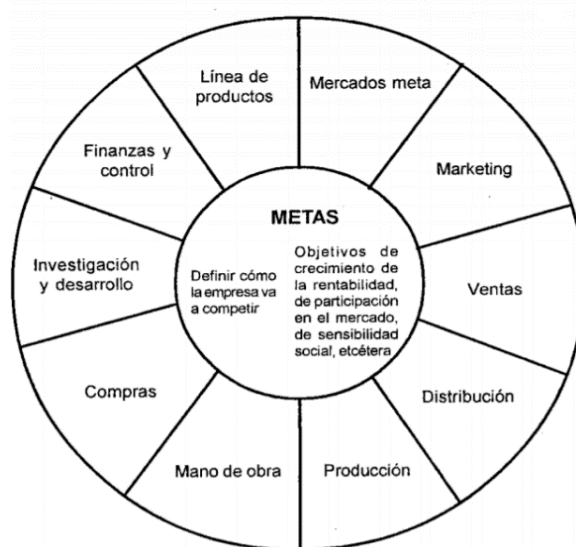 Línea de
productos
Mercados meta
Marketing
Ventas
Distribución
Producción
Mano de obra
Compras
Investigación
y desarrollo
Finanzas y
control
METAS
Definir cómo
la empresa va
a competir
Objetivos de
crecimiento de
la rentabilidad,
de participación
en el mercado,
de sensibilidad
social, etcétera